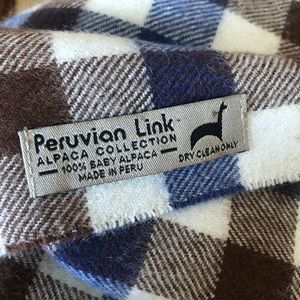 Peruvian Link
ALPACA COLLECTION
100% BABY ALPACA
MADE IN PERU
DRY CLEAN ONLY